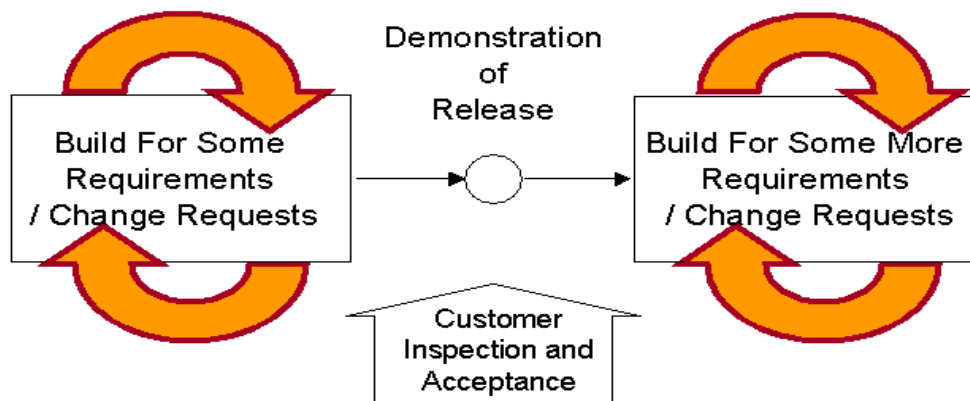 Build For Some
Requirements
/ Change Requests
Demonstration
of
Release
Customer
Inspection and
Acceptance
Build For Some More
Requirements
/ Change Requests